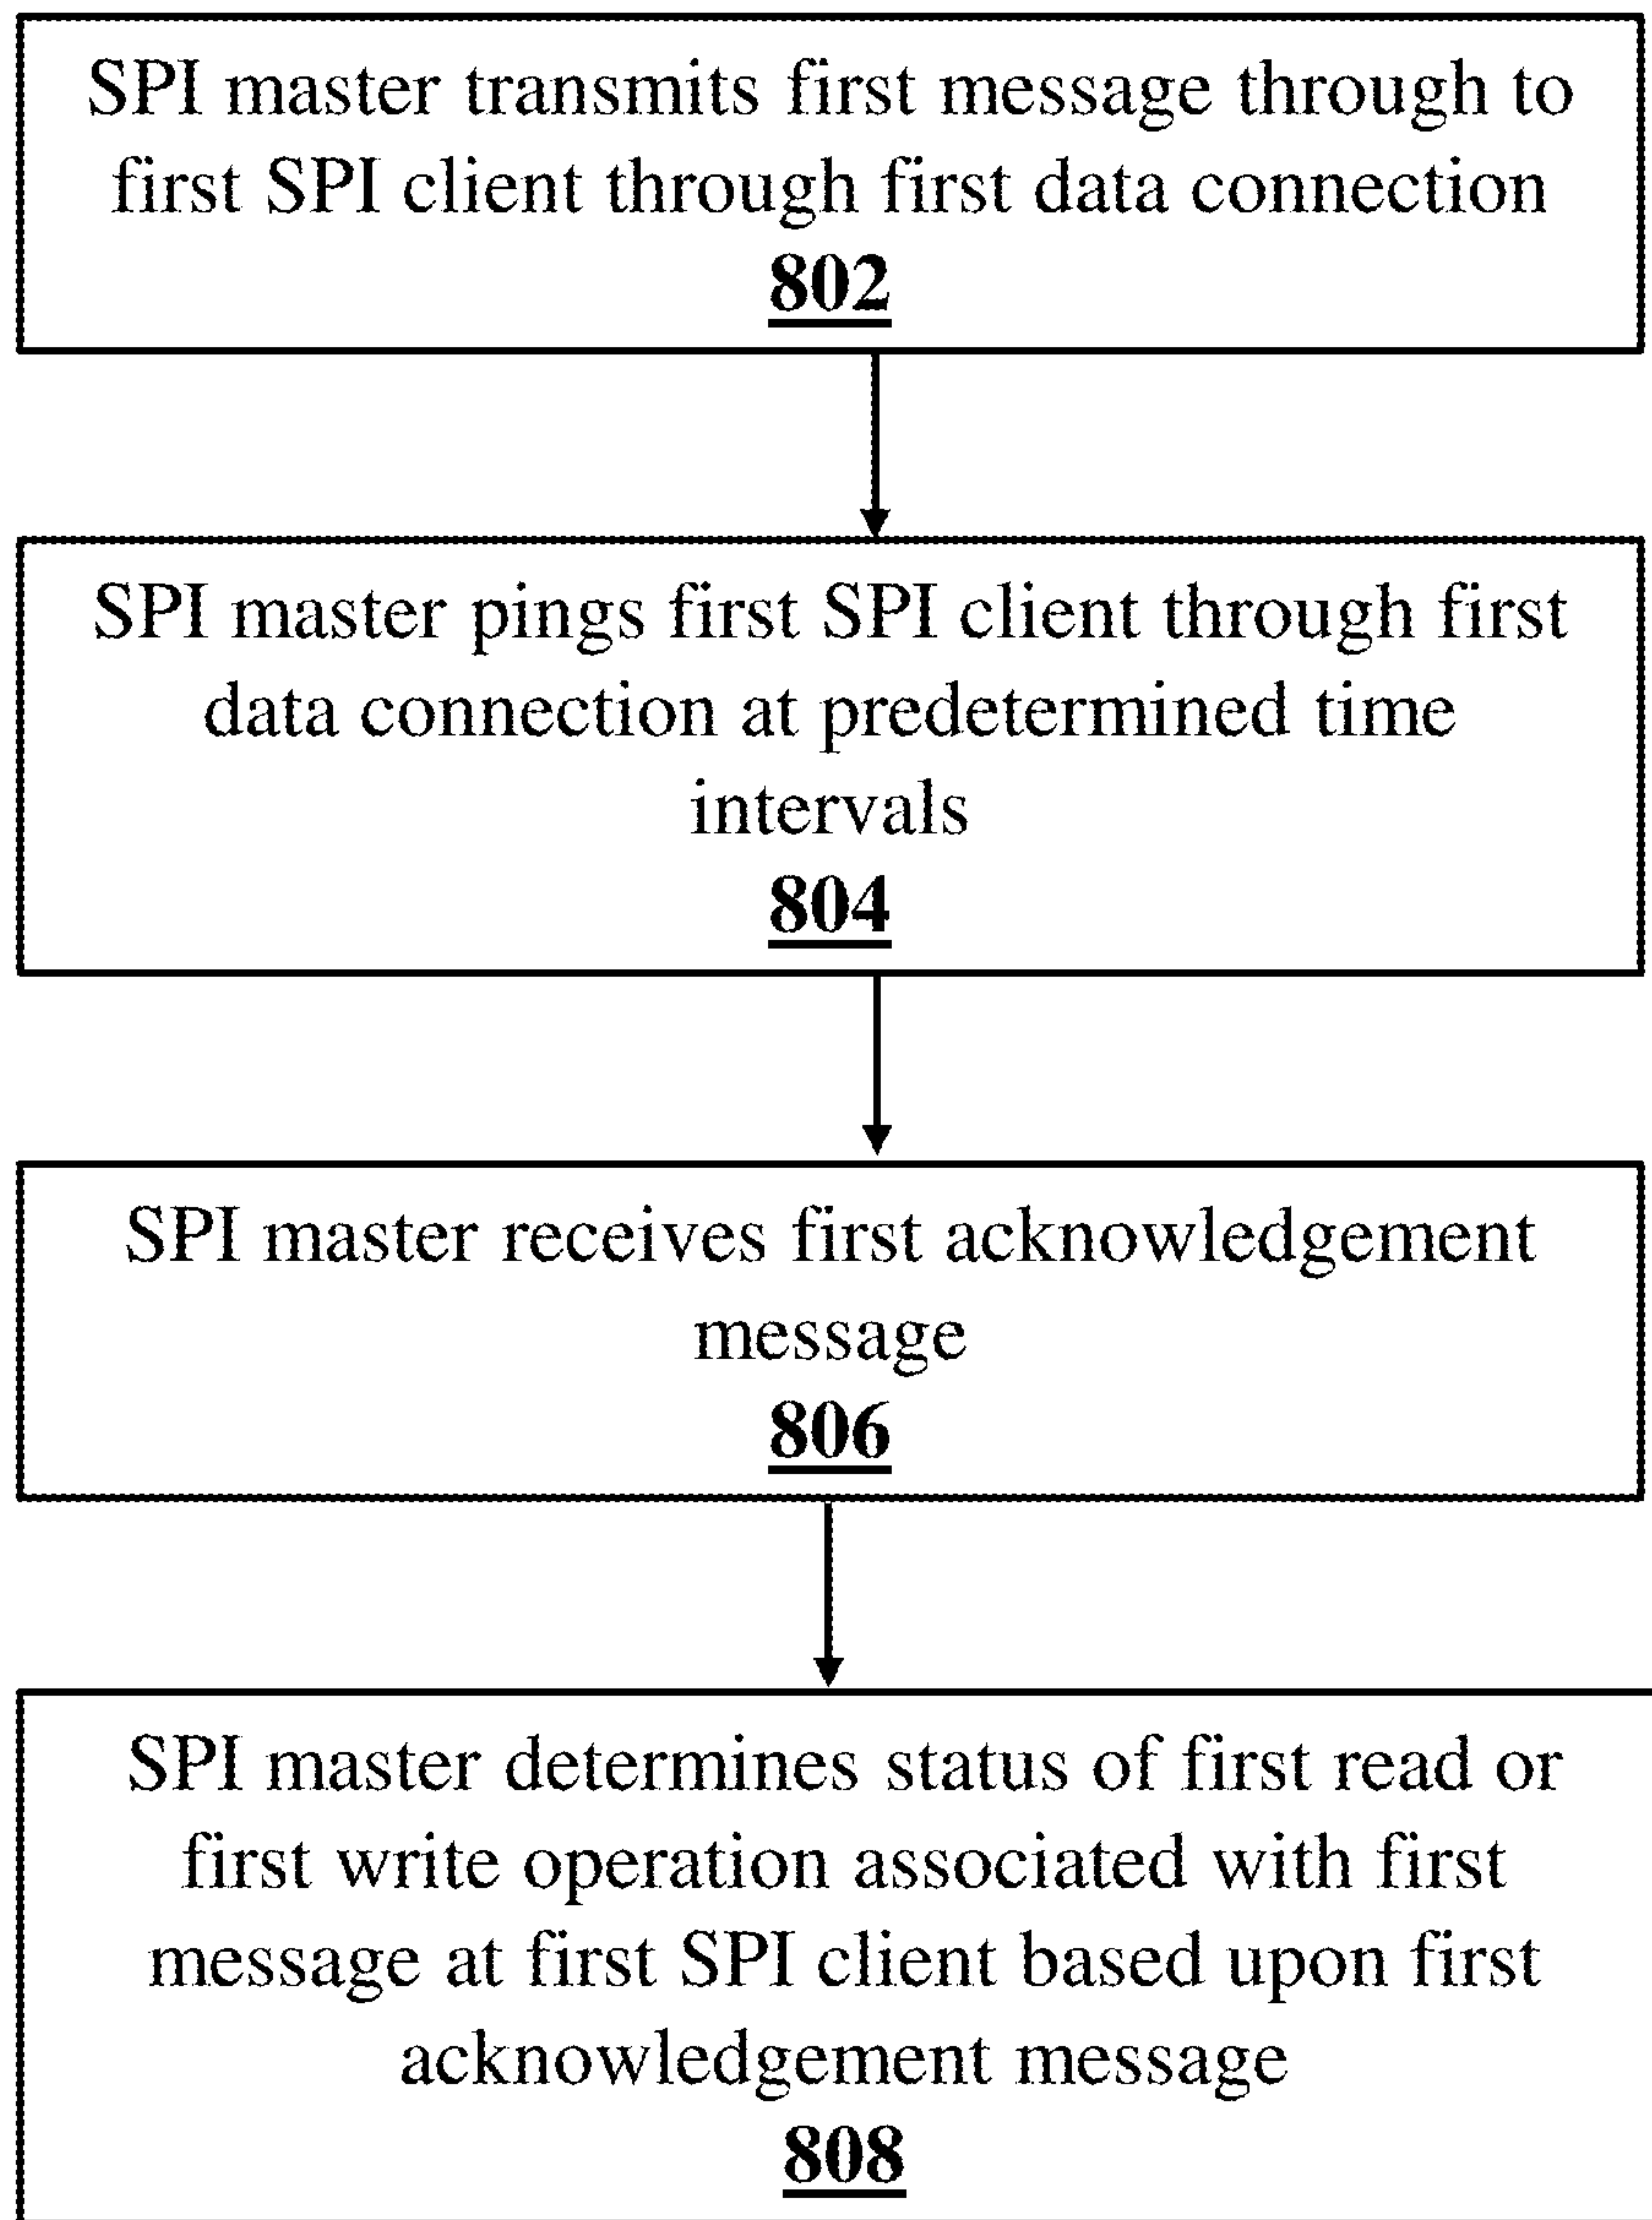 SPI master transmits first message through to
first SPI client through first data connection
802
SPI master pings first SPI client through first
data connection at predetermined time
intervals
804
SPI master receives first acknowledgement
message
806
SPI master determines status of first read or
first write operation associated with first
message at first SPI client based upon first
acknowledgement message
808